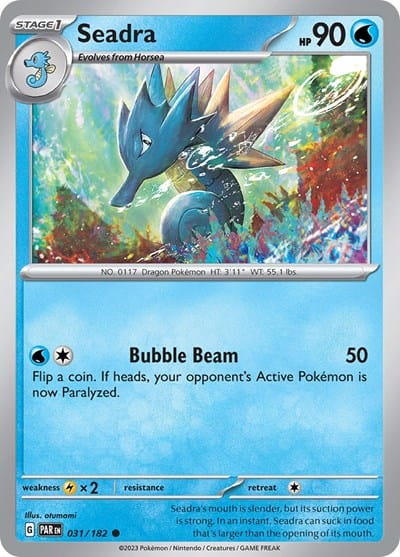 STAGE 1
Seadra
HP 90
Evolves from Horsea
NO. 0117 Dragon Pokémon HT: 3'11" WT: 55.1 lbs.
Bubble Beam 50
Flip a coin. If heads, your opponent's Active Pokémon
is now Paralyzed.
weakness ×2 resistance retreat
Illus. otumami
G PAR EN 031/182
Seadra's mouth is slender, but its suction power
is strong. In an instant, Seadra can suck in food
that's larger than the opening of its mouth.
©2023 Pokémon / Nintendo / Creatures / GAME FREAK